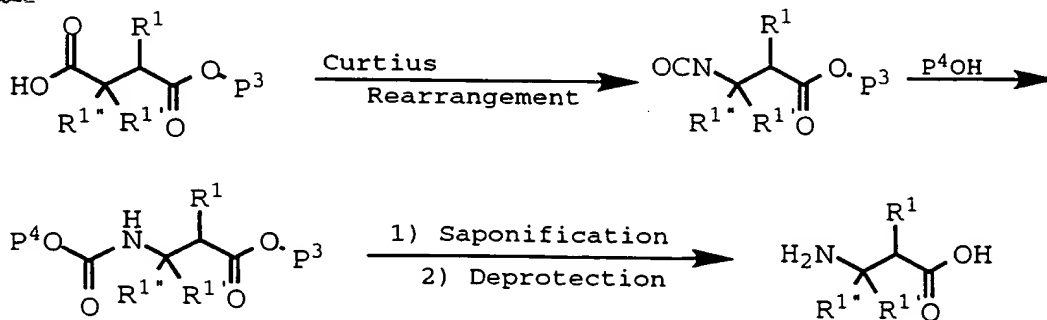 O R¹
HO O P³ R¹" R¹' O
Curtius
Rearrangement
R¹
OCN O P³ R¹" R¹' O
P⁴OH
R¹
P⁴O N H O P³ O R¹" R¹' O
1) Saponification
2) Deprotection
R¹
H₂N OH R¹" R¹' O